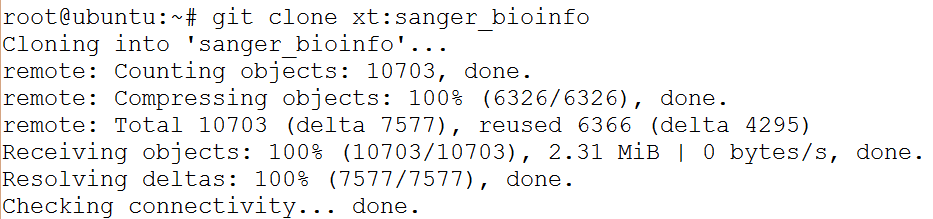 root@ubuntu:~# git clone xt:sanger_bioinfo
Cloning into 'sanger_bioinfo'...
remote: Counting objects: 10703, done.
remote: Compressing objects: 100% (6326/6326), done.
remote: Total 10703 (delta 7577), reused 6366 (delta 4295)
Receiving objects: 100% (10703/10703), 2.31 MiB | 0 bytes/s, done.
Resolving deltas: 100% (7577/7577), done.
Checking connectivity... done.